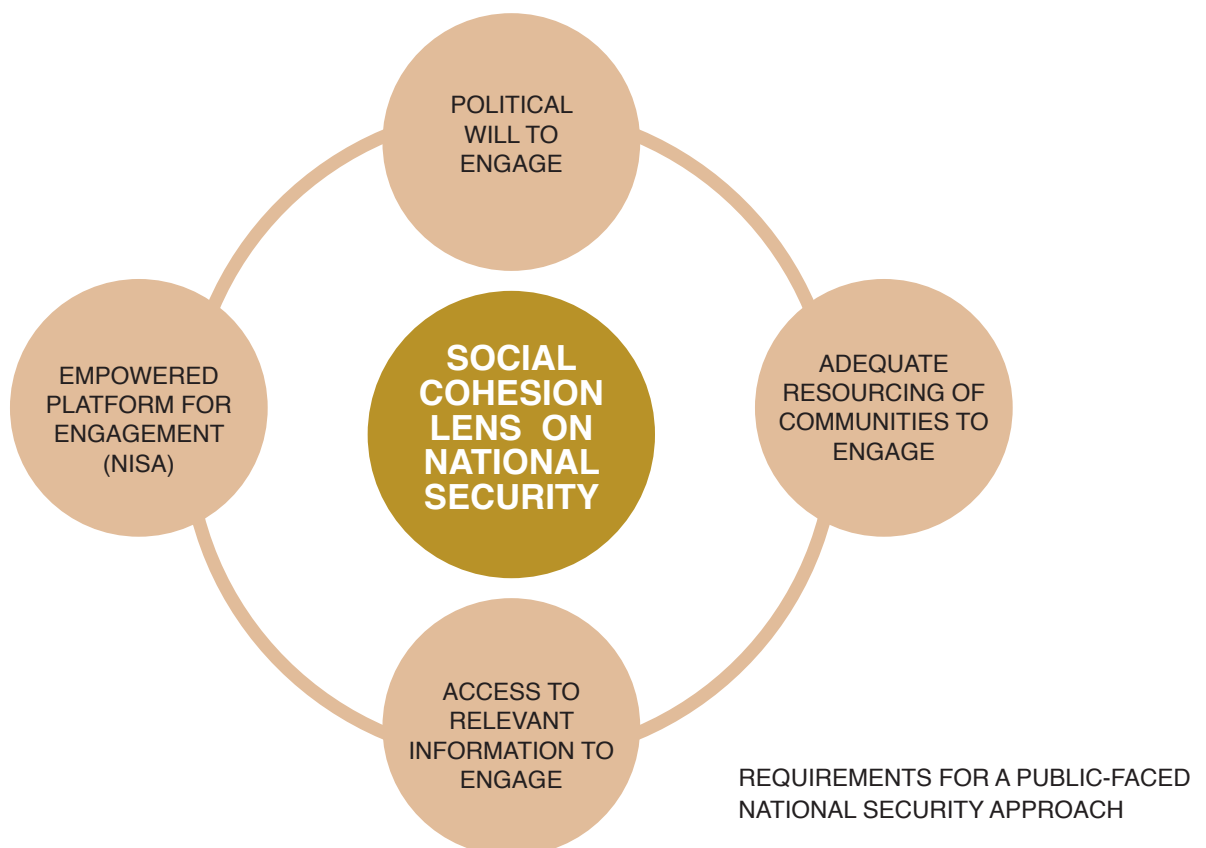 POLITICAL
WILL TO
ENGAGE
EMPOWERED
PLATFORM FOR
ENGAGEMENT
(NISA)
SOCIAL
COHESION
LENS ON
NATIONAL
SECURITY
ADEQUATE
RESOURCING OF
COMMUNITIES TO
ENGAGE
ACCESS TO
RELEVANT
INFORMATION TO
ENGAGE
REQUIREMENTS FOR A PUBLIC-FACED
NATIONAL SECURITY APPROACH